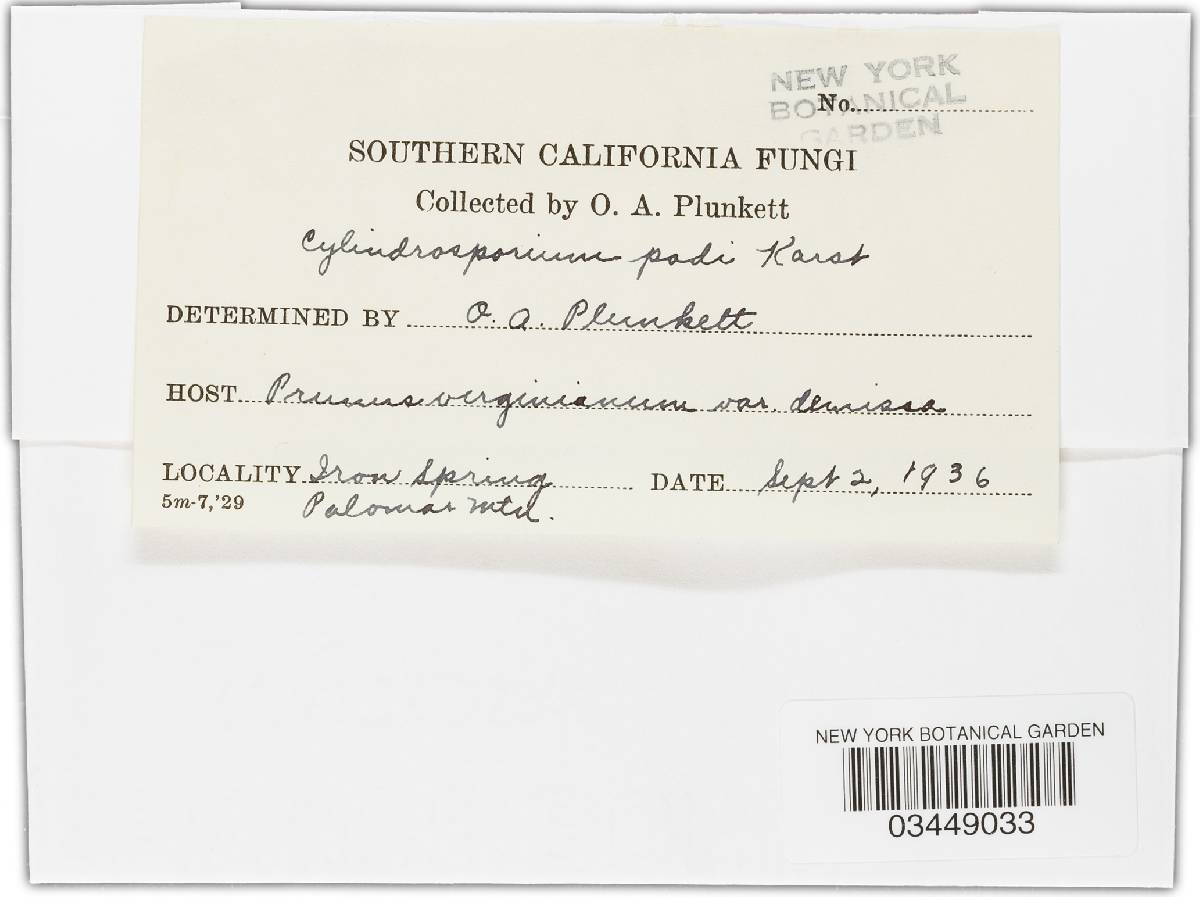 NEW YORK
BOTANICAL
GARDEN
No.
SOUTHERN CALIFORNIA FUNGI
Collected by O. A. Plunkett
Cylindrosporium padi Karst
DETERMINED BY O. A. Plunkett
HOST Prunus virginianum var. demissa
LOCALITY Iron Spring DATE Sept 2, 1936
5m-7,'29 Palomar Mtn.
NEW YORK BOTANICAL GARDEN
03449033